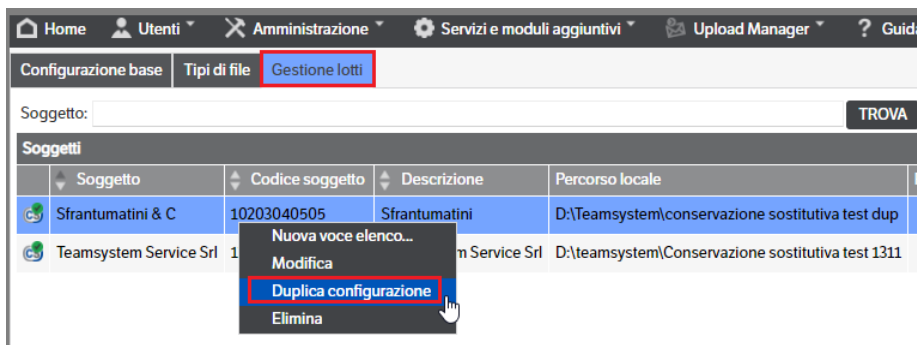 Home Utenti Amministrazione Servizi e moduli aggiuntivi Upload Manager ? Guida
Configurazione base Tipi di file Gestione lotti
Soggetto: TROVA
Soggetti
Soggetto Codice soggetto Descrizione Percorso locale
Sfrantumatini & C 10203040505 Sfrantumatini D:\Teamsystem\conservazione sostitutiva test dup
Teamsystem Service Srl 1 m Service Srl D:\teamsystem\Conservazione sostitutiva test 1311
Nuova voce elenco...
Modifica
Duplica configurazione
Elimina